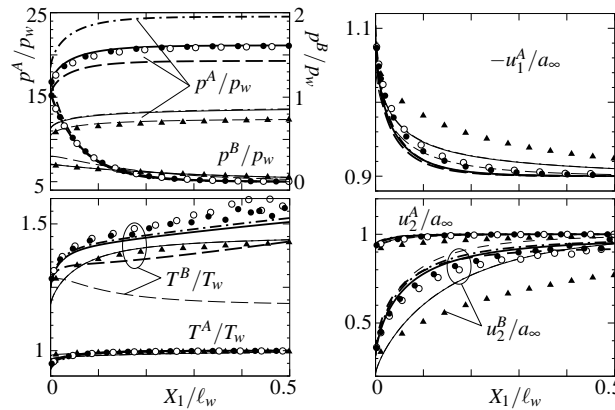 25
2
1.1
p^A/p_w
p^B/p_w
-u_1^A/a_∞
15
p^A/p_w
1
p^B/p_w
5
0
0.9
1.5
u_2^A/a_∞
1
T^B/T_w
u_2^B/a_∞
0.5
T^A/T_w
1
0
X_1/ℓ_w
0.5
0
X_1/ℓ_w
0.5